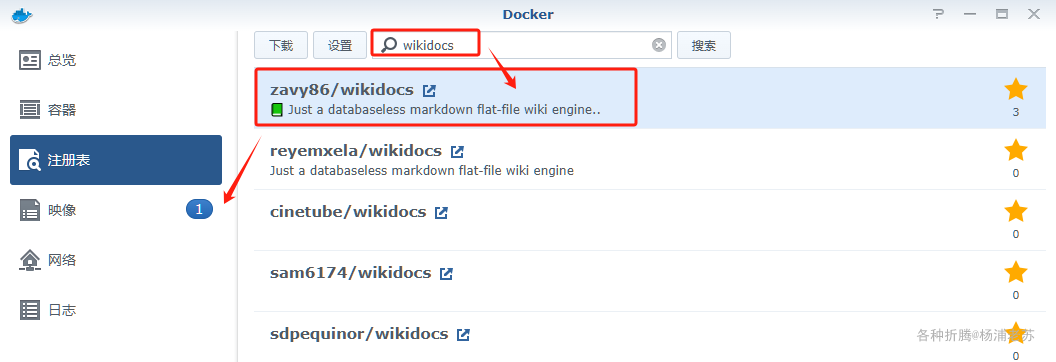 Docker
总览
容器
注册表
映像
1
网络
日志
下载
设置
wikidocs
搜索
zavy86/wikidocs
Just a databaseless markdown flat-file wiki engine..
3
reyemxela/wikidocs
Just a databaseless markdown flat-file wiki engine
0
cinetube/wikidocs
0
sam6174/wikidocs
0
sdpequinor/wikidocs
0
各种折腾@杨浦 苏